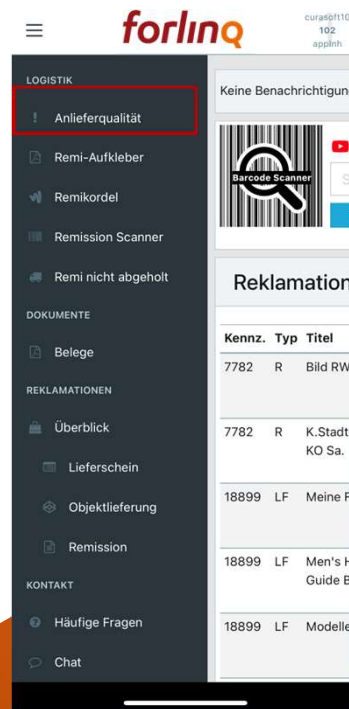 forlinq
curasoft10
102
appinh
LOGISTIK
Anlieferqualität
Remi-Aufkleber
Remikordel
Remission Scanner
Remi nicht abgeholt
DOKUMENTE
Belege
REKLAMATIONEN
Überblick
Lieferschein
Objektlieferung
Remission
KONTAKT
Häufige Fragen
Chat
Keine Benachrichtigun
Barcode Scanner
S
Reklamation
Kennz. Typ Titel
7782 R Bild RW
7782 R K.Stadt
KO Sa.
18899 LF Meine F
18899 LF Men's H
Guide B
18899 LF Modelle